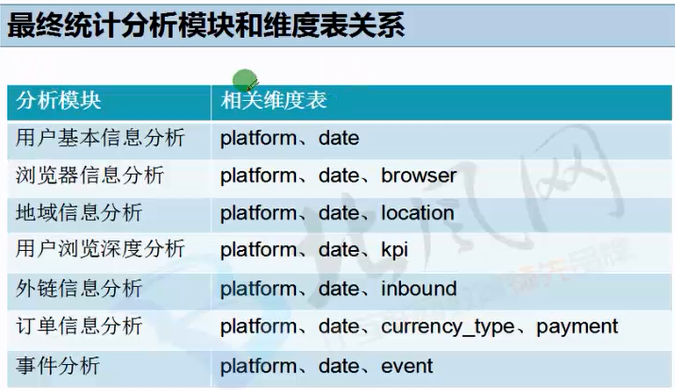 最终统计分析模块和维度表关系
分析模块 相关维度表
用户基本信息分析 platform、date
浏览器信息分析 platform、date、browser
地域信息分析 platform、date、location
用户浏览深度分析 platform、date、kpi
外链信息分析 platform、date、inbound
订单信息分析 platform、date、currency_type、payment
事件分析 platform、date、event
北风网